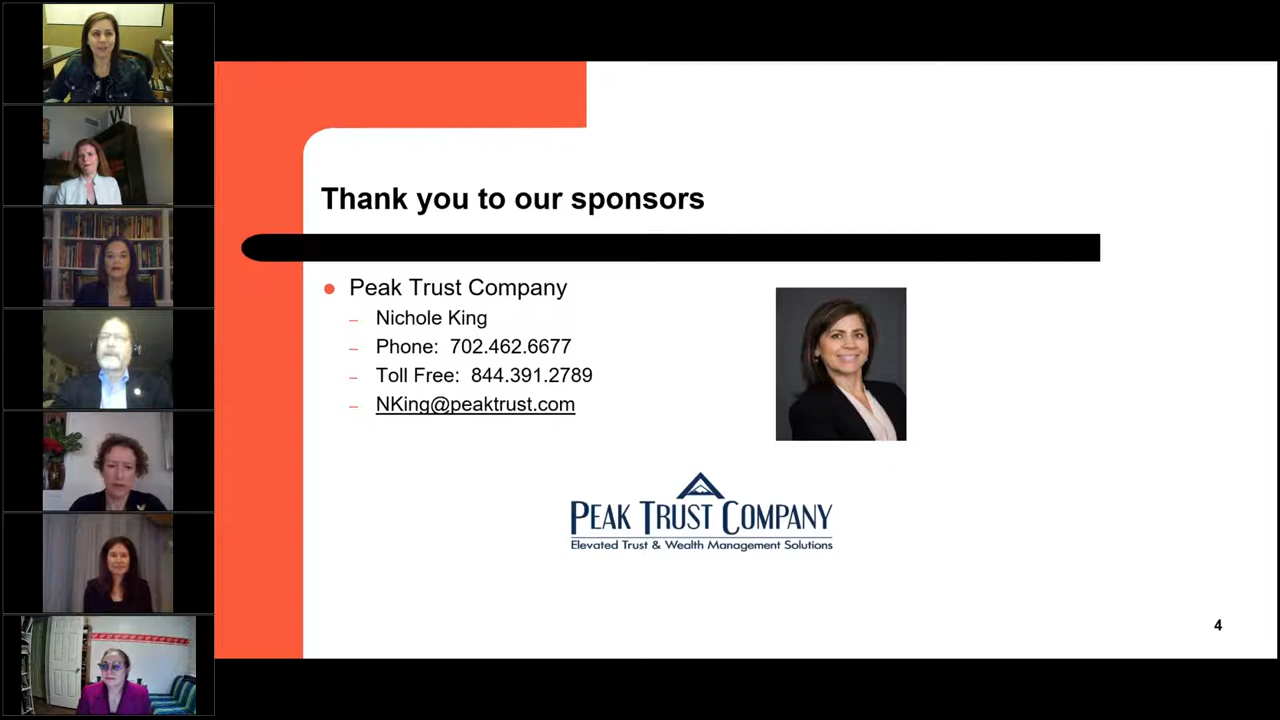 Thank you to our sponsors
Peak Trust Company
Nichole King
Phone: 702.462.6677
Toll Free: 844.391.2789
NKing@peaktrust.com
PEAK TRUST COMPANY
Elevated Trust & Wealth Management Solutions
4
W